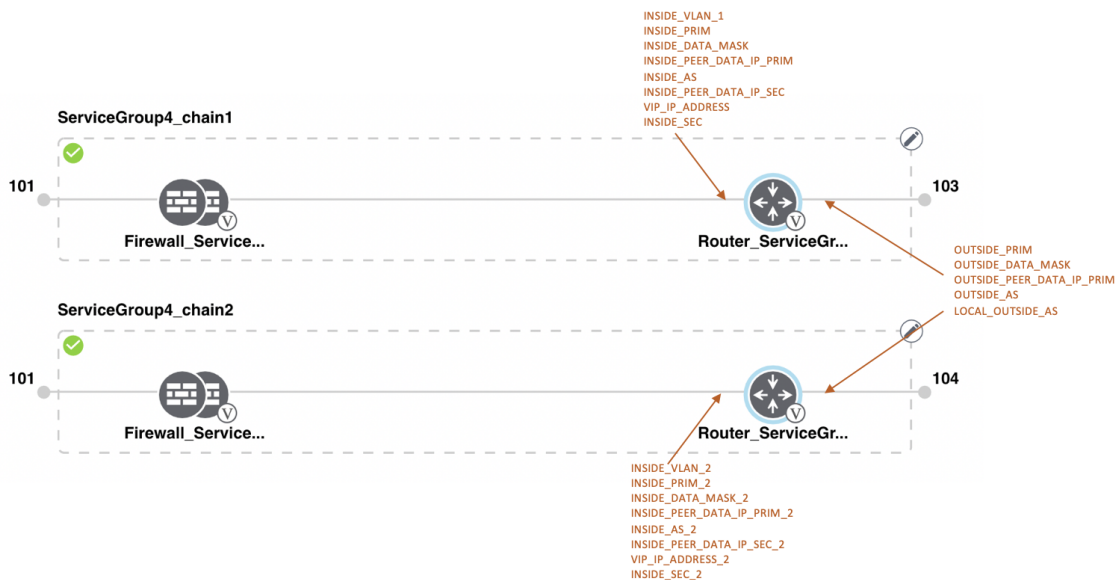 INSIDE_VLAN_1
INSIDE_PRIM
INSIDE_DATA_MASK
INSIDE_PEER_DATA_IP_PRIM
INSIDE_AS
INSIDE_PEER_DATA_IP_SEC
VIP_IP_ADDRESS
INSIDE_SEC
ServiceGroup4_chain1
101
103
V
V
Firewall_Service...
Router_ServiceGr...
OUTSIDE_PRIM
OUTSIDE_DATA_MASK
OUTSIDE_PEER_DATA_IP_PRIM
OUTSIDE_AS
LOCAL_OUTSIDE_AS
ServiceGroup4_chain2
101
104
V
V
Firewall_Service...
Router_ServiceGr...
INSIDE_VLAN_2
INSIDE_PRIM_2
INSIDE_DATA_MASK_2
INSIDE_PEER_DATA_IP_PRIM_2
INSIDE_AS_2
INSIDE_PEER_DATA_IP_SEC_2
VIP_IP_ADDRESS_2
INSIDE_SEC_2